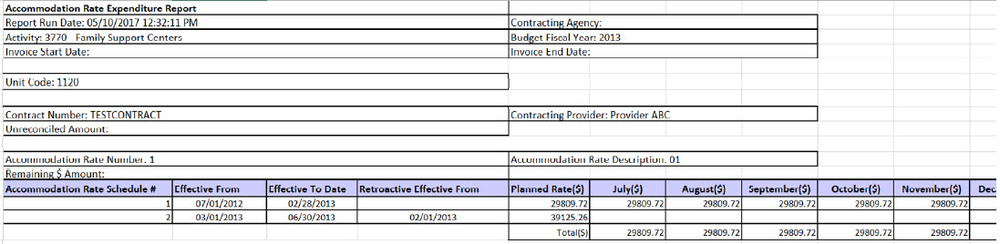 Accommodation Rate Expenditure Report
Report Run Date: 05/10/2017 12:32:11 PM Contracting Agency:
Activity: 3770 Family Support Centers Budget Fiscal Year: 2013
Invoice Start Date: Invoice End Date:
Unit Code: 1120
Contract Number: TESTCONTRACT Contracting Provider: Provider ABC
Unreconciled Amount:
Accommodation Rate Number: 1 Accommodation Rate Description: 01
Remaining $ Amount:
Accommodation Rate Schedule # Effective From Effective To Date Retroactive Effective From Planned Rate($) July($) August($) September($) October($) November($) Dec
1 07/01/2012 02/28/2013 29809.72 29809.72 29809.72 29809.72 29809.72 29809.72
2 03/01/2013 06/30/2013 02/01/2013 39125.26
Total($) 29809.72 29809.72 29809.72 29809.72 29809.72